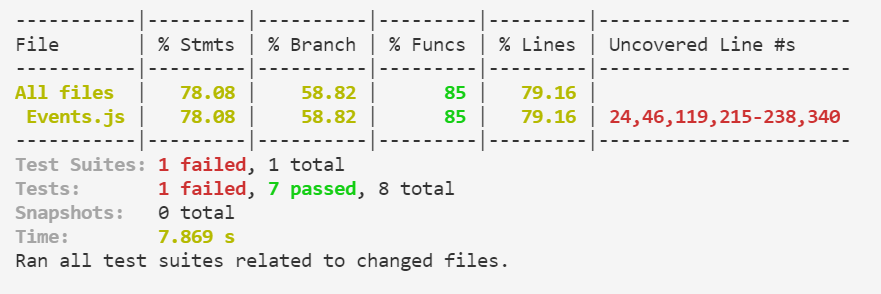 -----------|---------|----------|---------|---------|---------------------
File       | % Stmts | % Branch | % Funcs | % Lines | Uncovered Line #s
-----------|---------|----------|---------|---------|---------------------
All files  |   78.08 |    58.82 |      85 |   79.16 |
 Events.js |   78.08 |    58.82 |      85 |   79.16 | 24,46,119,215-238,340
-----------|---------|----------|---------|---------|---------------------
Test Suites: 1 failed, 1 total
Tests:       1 failed, 7 passed, 8 total
Snapshots:   0 total
Time:        7.869 s
Ran all test suites related to changed files.